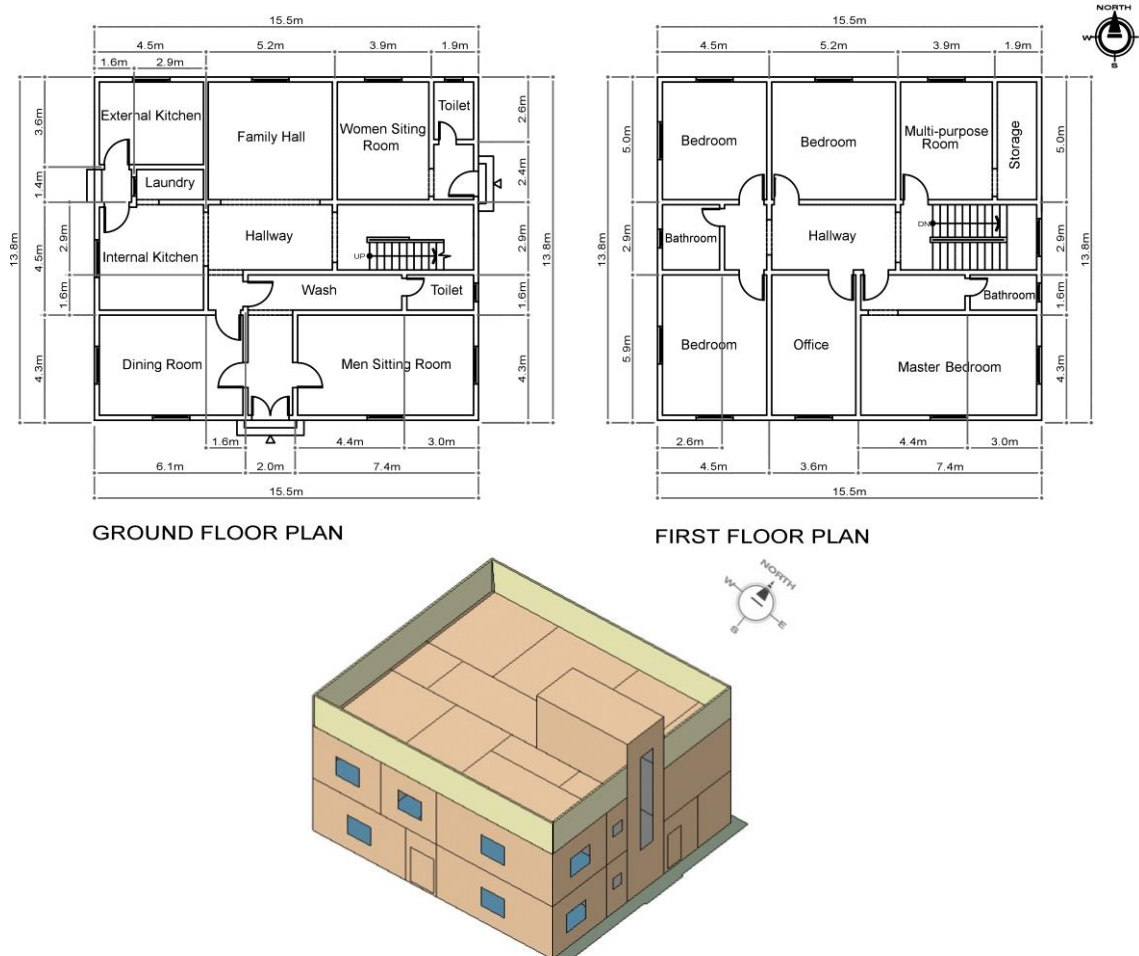 15.5m
4.5m 5.2m 3.9m 1.9m
1.6m 2.9m
3.6m
1.4m
2.9m
4.5m
1.6m
4.3m
13.8m
External Kitchen
Family Hall
Women Siting
Room
Toilet
Laundry
Hallway
Internal Kitchen
UP
Wash
Toilet
Dining Room
Men Sitting Room
2.6m
2.4m
2.9m
1.6m
4.3m
13.8m
1.6m 4.4m 3.0m
6.1m 2.0m 7.4m
15.5m
GROUND FLOOR PLAN
15.5m
4.5m 5.2m 3.9m 1.9m
5.0m
2.9m
5.9m
13.8m
Bedroom
Bedroom
Multi-purpose
Room
Storage
Bathroom
Hallway
DN
Bathroom
Bedroom
Office
Master Bedroom
5.0m
2.9m
1.6m
4.3m
13.8m
2.6m 4.4m 3.0m
4.5m 3.6m 7.4m
15.5m
FIRST FLOOR PLAN
NORTH
W
E
S
NORTH
W
E
S